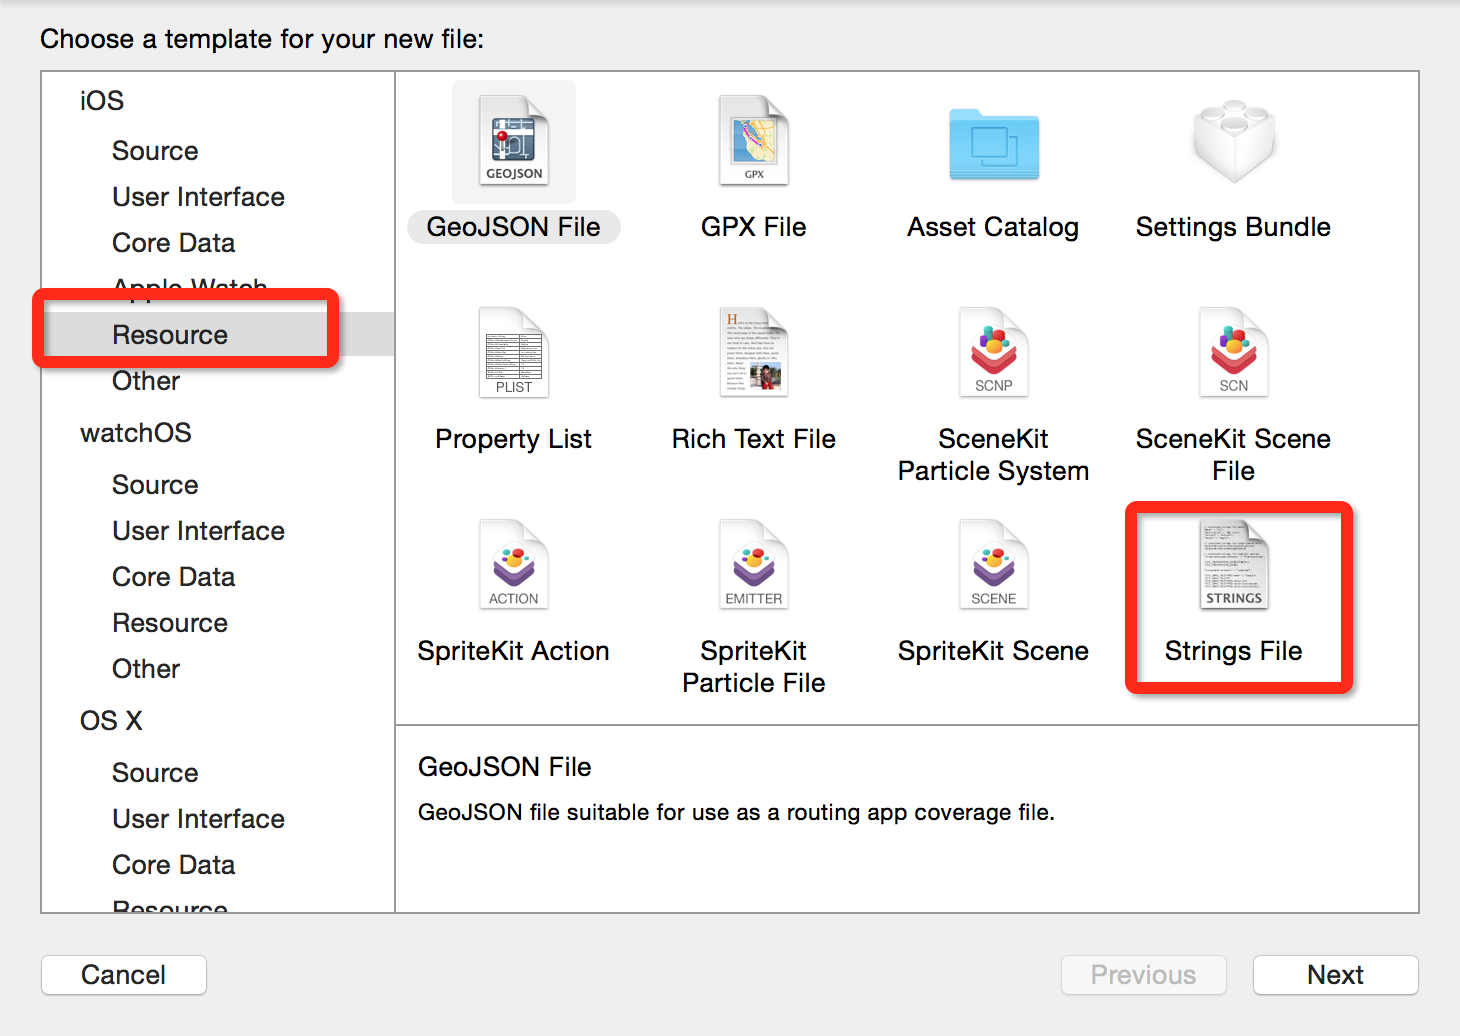 Choose a template for your new file:
iOS
Source
User Interface
Core Data
Apple Watch
Resource
Other
watchOS
Source
User Interface
Core Data
Resource
Other
OS X
Source
User Interface
Core Data
Resource
GEOJSON
GPX
GeoJSON File
GPX File
Asset Catalog
Settings Bundle
PLIST
SCNP
SCN
Property List
Rich Text File
SceneKit
Particle System
SceneKit Scene
File
ACTION
EMITTER
SCENE
STRINGS
SpriteKit Action
SpriteKit
Particle File
SpriteKit Scene
Strings File
GeoJSON File
GeoJSON file suitable for use as a routing app coverage file.
Cancel
Previous
Next